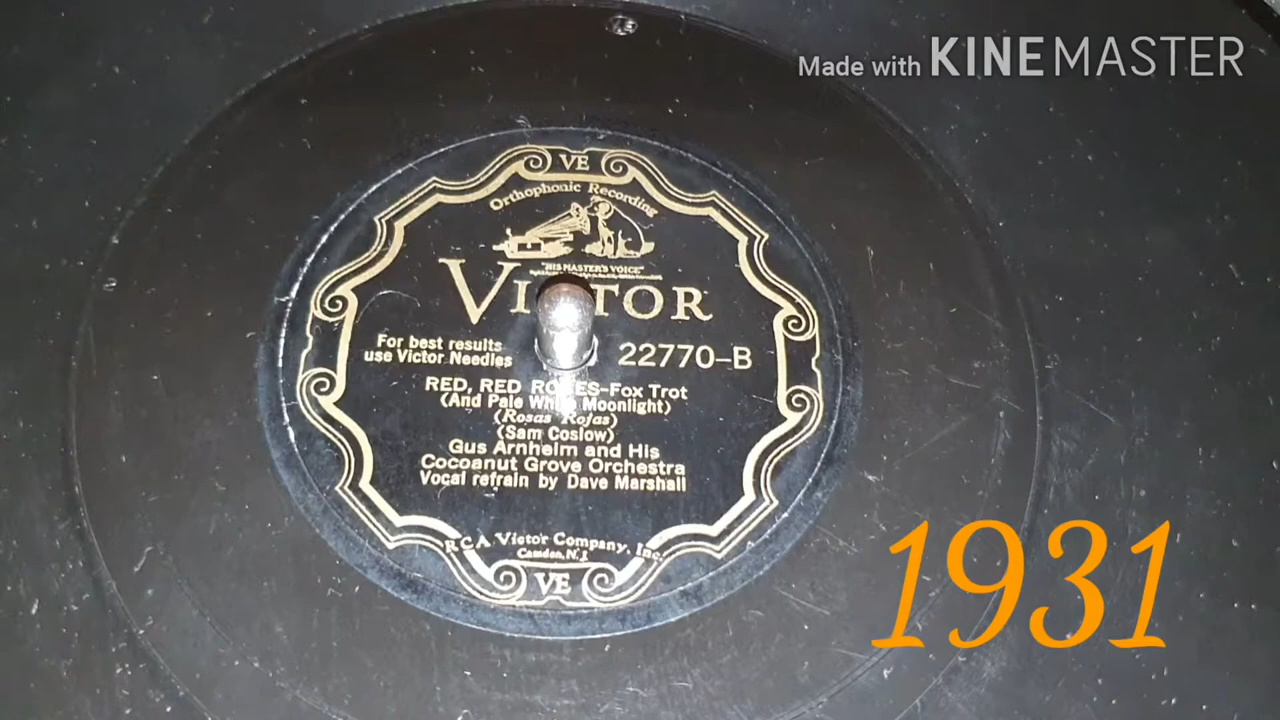 Made with KINEMASTER
VE
Orthophonic Recording
"HIS MASTER'S VOICE"
VICTOR
For best results
use Victor Needles
22770-B
RED, RED ROSES-Fox Trot
(And Pale White Moonlight)
(Rosas Rojas)
(Sam Coslow)
Gus Arnheim and His
Cocoanut Grove Orchestra
Vocal refrain by Dave Marshall
RCA Victor Company, Inc.
Camden, N.J.
VE
1931